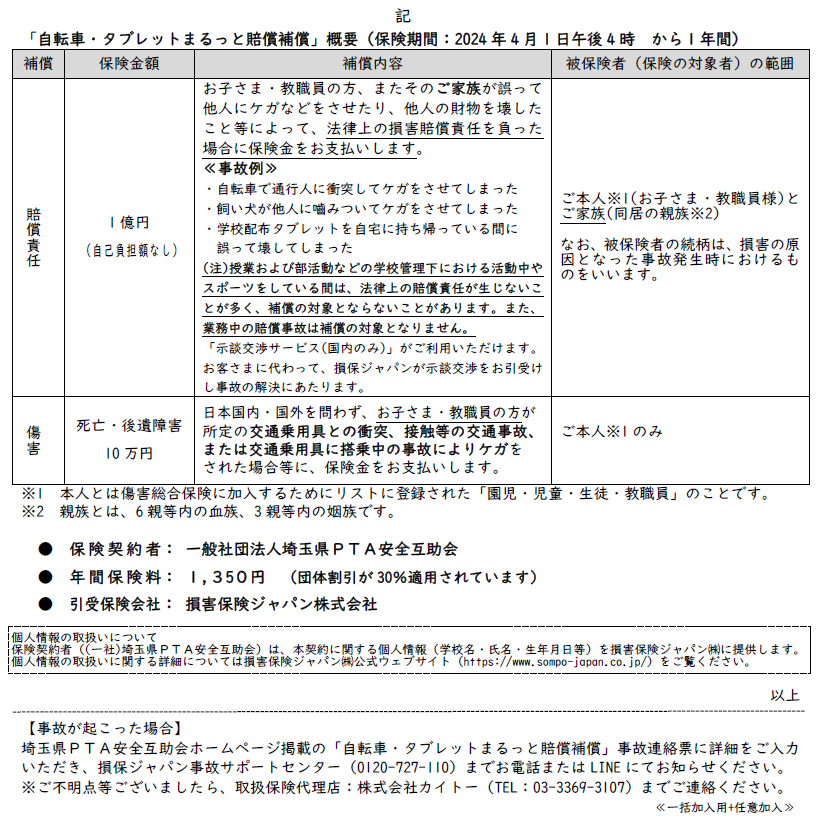 記
「自転車・タブレットまるっと賠償補償」概要（保険期間：2024年4月1日午後4時　から1年間）
補償
保険金額
補償内容
被保険者（保険の対象者）の範囲
賠償責任
1億円
（自己負担額なし）
お子さま・教職員の方、またそのご家族が誤って
他人にケガなどをさせたり、他人の財物を壊した
こと等によって、法律上の損害賠償責任を負った
場合に保険金をお支払いします。
≪事故例≫
・自転車で通行人に衝突してケガをさせてしまった
・飼い犬が他人に噛みついてケガをさせてしまった
・学校配布タブレットを自宅に持ち帰っている間に
誤って壊してしまった
（注）授業および部活動などの学校管理下における活動中や
スポーツをしている間は、法律上の賠償責任が生じないこ
とが多く、補償の対象とならないことがあります。また、
業務中の賠償事故は補償の対象となりません。
「示談交渉サービス(国内のみ)」がご利用いただけます。
お客さまに代わって、損保ジャパンが示談交渉をお引受け
し事故の解決にあたります。
ご本人※1(お子さま・教職員様)と
ご家族(同居の親族※2)
なお、被保険者の続柄は、損害の原
因となった事故発生時におけるも
のをいいます。
傷害
死亡・後遺障害
10万円
日本国内・国外を問わず、お子さま・教職員の方が
所定の交通乗用具との衝突、接触等の交通事故、
または交通乗用具に搭乗中の事故によりケガを
された場合等に、保険金をお支払いします。
ご本人※1のみ
※1　本人とは傷害総合保険に加入するためにリストに登録された「園児・児童・生徒・教職員」のことです。
※2　親族とは、6親等内の血族、3親等内の姻族です。
● 保険契約者： 一般社団法人埼玉県ＰＴＡ安全互助会
● 年間保険料： １,３５０円　（団体割引が30％適用されています）
● 引受保険会社： 損害保険ジャパン株式会社
個人情報の取扱いについて
保険契約者（(一社)埼玉県ＰＴＡ安全互助会）は、本契約に関する個人情報（学校名・氏名・生年月日等）を損害保険ジャパン㈱に提供します。
個人情報の取扱いに関する詳細については損害保険ジャパン㈱公式ウェブサイト（https://www.sompo-japan.co.jp/）をご覧ください。
以上
【事故が起こった場合】
埼玉県ＰＴＡ安全互助会ホームページ掲載の「自転車・タブレットまるっと賠償補償」事故連絡票に詳細をご入力
いただき、損保ジャパン事故サポートセンター（0120-727-110）までお電話またはLINEにてお知らせください。
※ご不明点等ございましたら、取扱保険代理店：株式会社カイトー（TEL：03-3369-3107）までご連絡ください。
≪一括加入用+任意加入≫